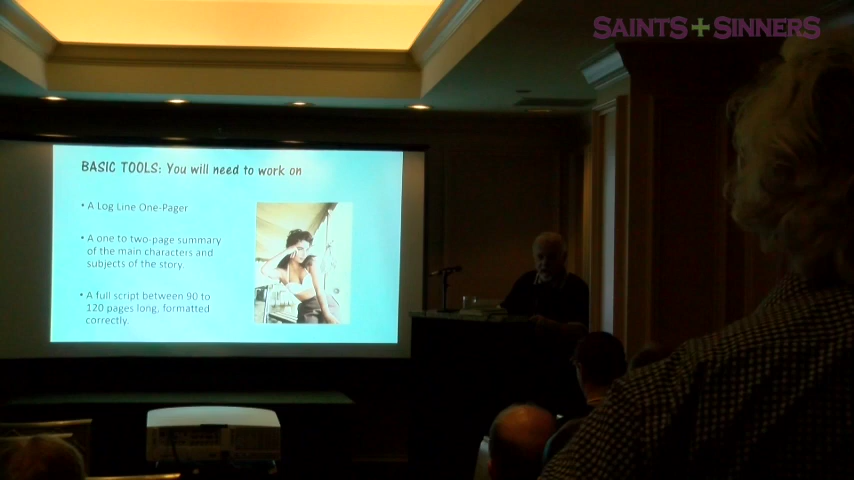 SAINTS+SINNERS
BASIC TOOLS: You will need to work on
• A Log Line One-Pager
• A one to two-page summary
of the main characters and
subjects of the story.
• A full script between 90 to
120 pages long, formatted
correctly.